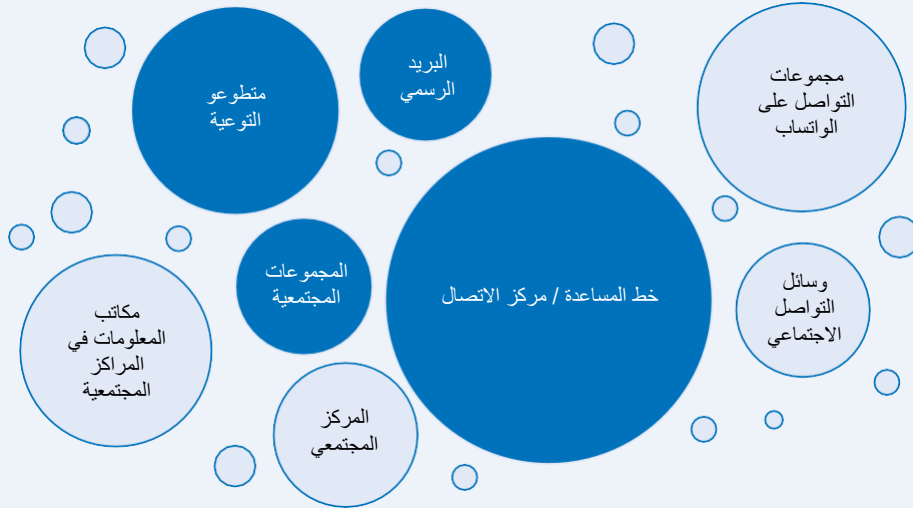 مجموعات
التواصل على
الواتساب
البريد
الرسمي
متطوعو
التوعية
وسائل
التواصل
الاجتماعي
خط المساعدة / مركز الاتصال
المجموعات
المجتمعية
مكاتب
المعلومات في
المراكز
المجتمعية
المركز
المجتمعي